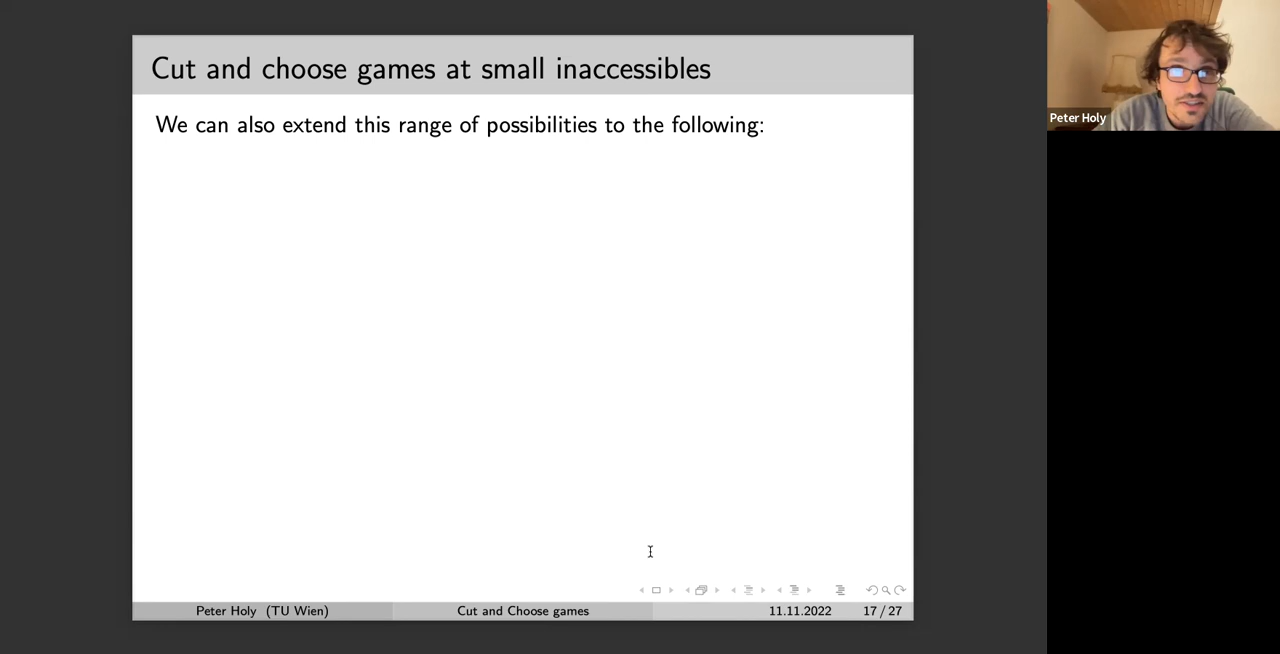 Cut and choose games at small inaccessibles
We can also extend this range of possibilities to the following:
Peter Holy (TU Wien)
Cut and Choose games
11.11.2022
17 / 27
Peter Holy